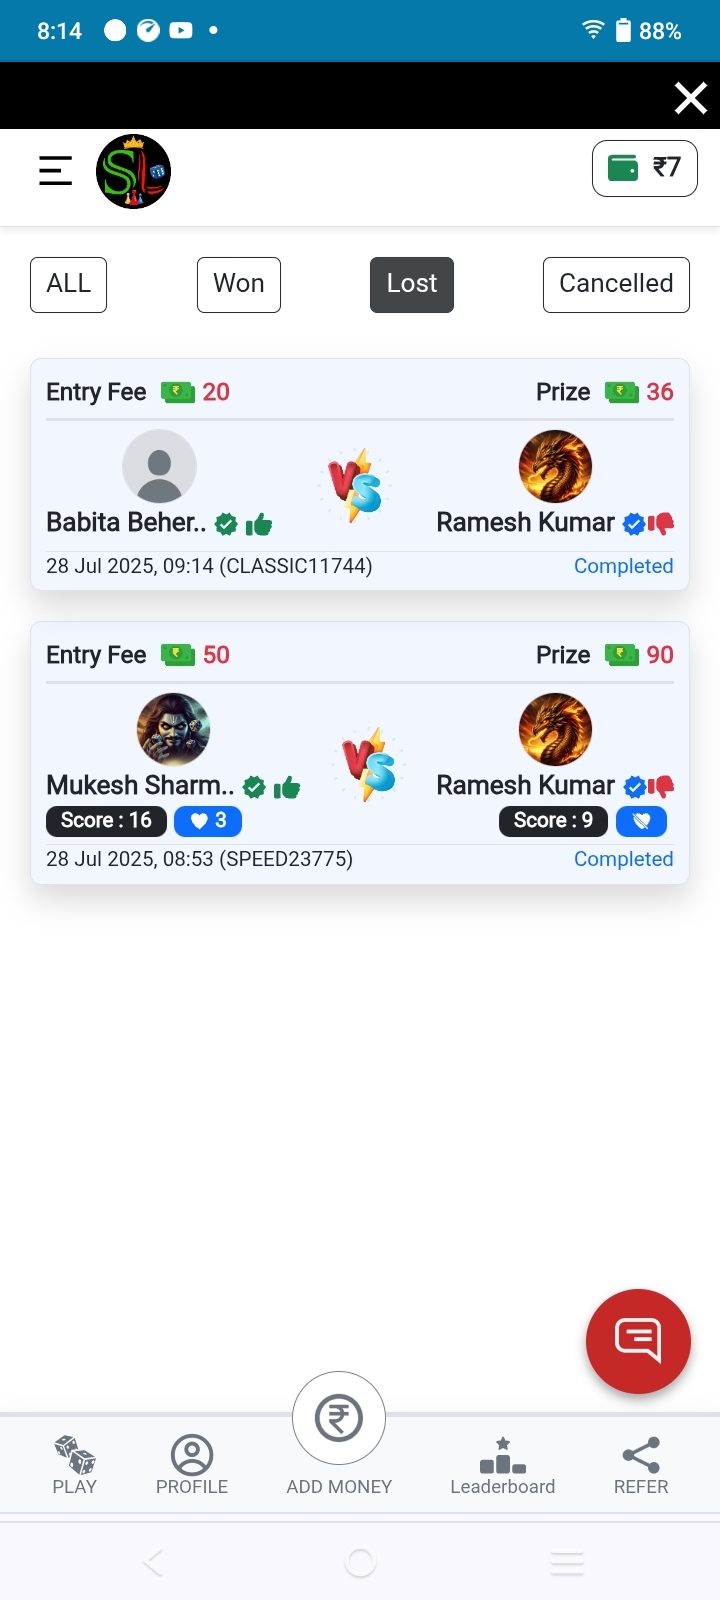 8:14 88%
SL ₹7
ALL Won Lost Cancelled
Entry Fee 20 Prize 36
VS
Babita Beher.. Ramesh Kumar
28 Jul 2025, 09:14 (CLASSIC11744) Completed
Entry Fee 50 Prize 90
VS
Mukesh Sharm.. Ramesh Kumar
Score : 16 3 Score : 9
28 Jul 2025, 08:53 (SPEED23775) Completed
PLAY PROFILE ADD MONEY Leaderboard REFER